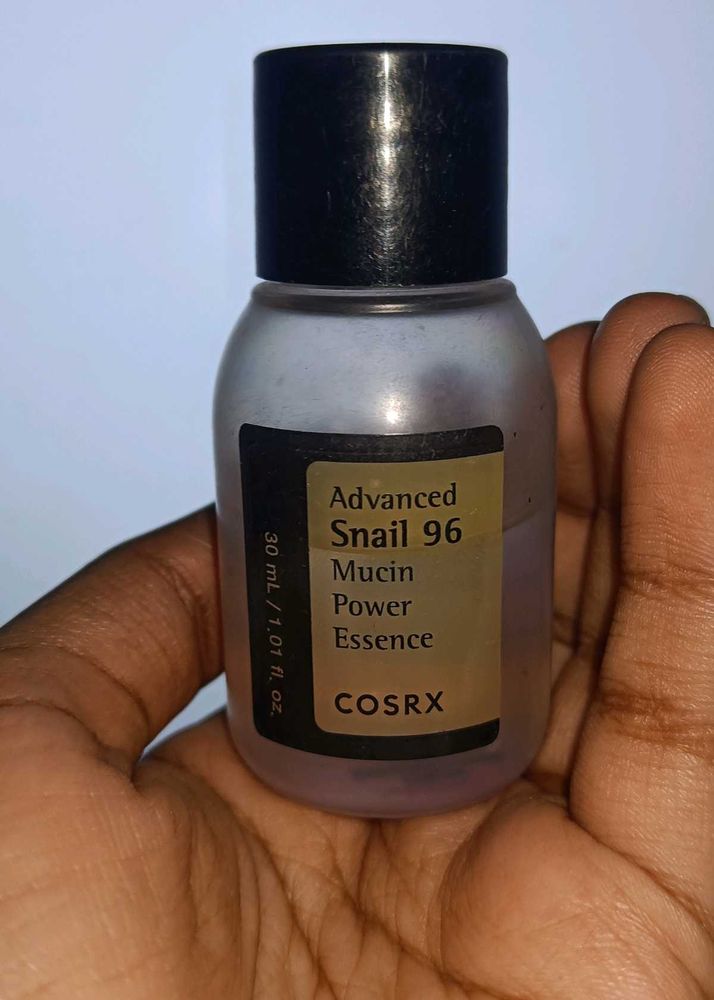 Advanced
Snail 96
Mucin
Power
Essence
COSRX
30 mL / 1.01 fl. oz.